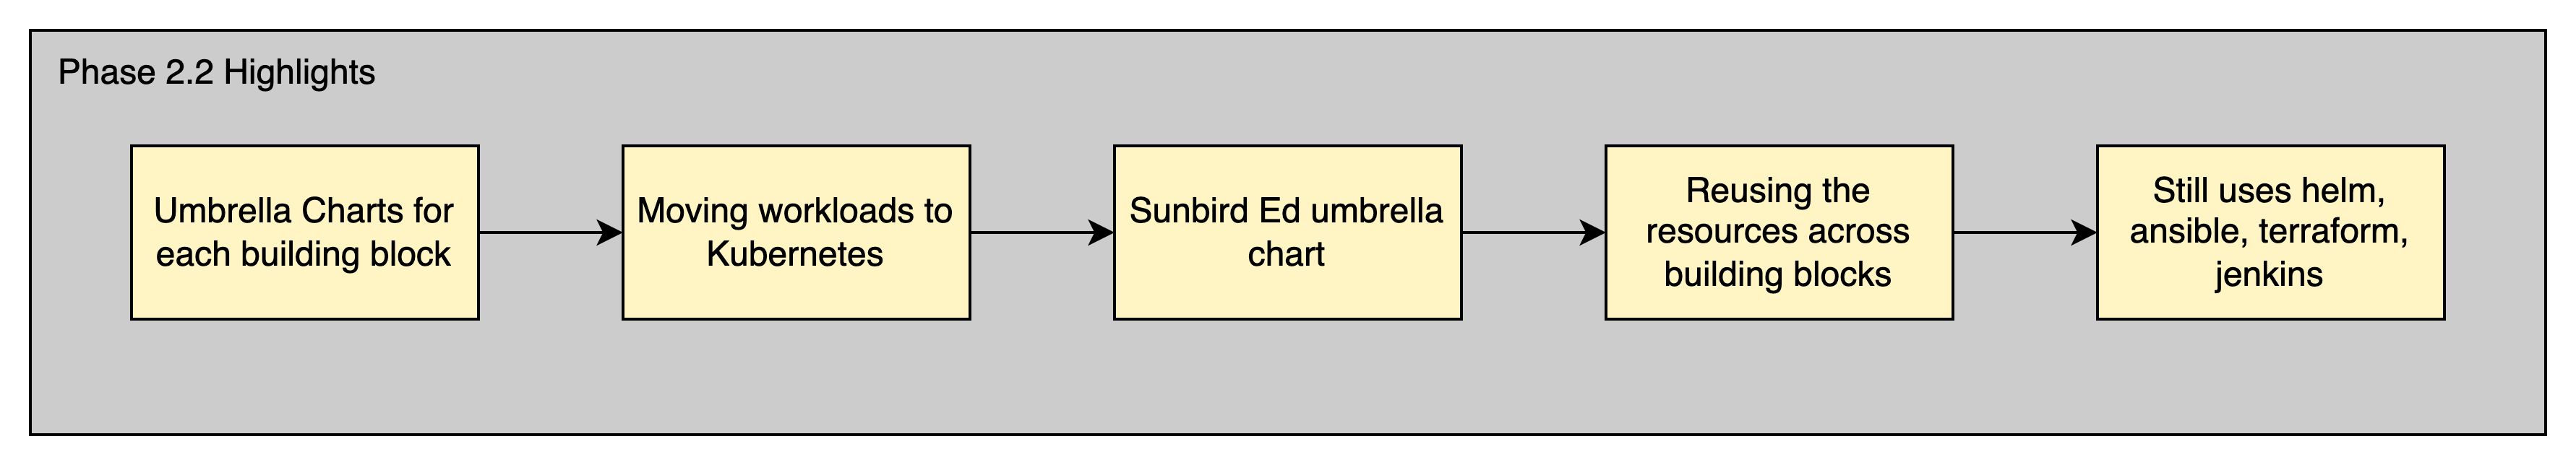 Phase 2.2 Highlights
Umbrella Charts for
each building block
Moving workloads to
Kubernetes
Sunbird Ed umbrella
chart
Reusing the
resources across
building blocks
Still uses helm,
ansible, terraform,
jenkins